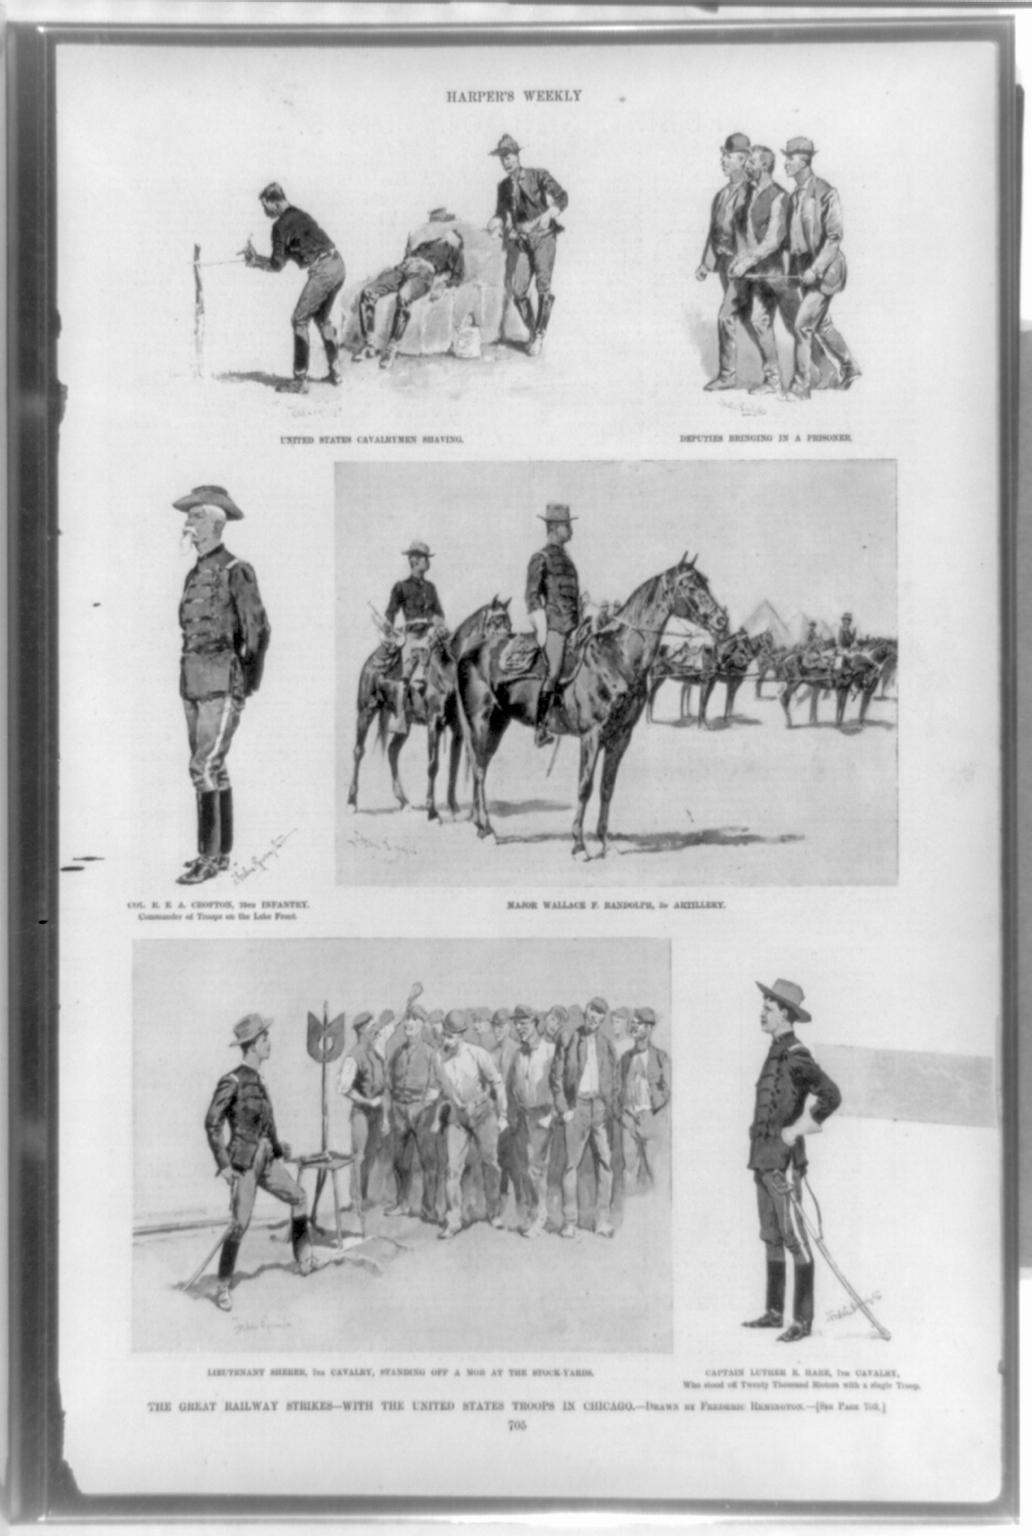 HARPER'S WEEKLY
UNITED STATES CAVALRYMEN SHAVING.
DEPUTIES BRINGING IN A PRISONER.
COL. R. E. A. CROFTON, 15TH INFANTRY.
Commander of Troops on the Lake Front.
MAJOR WALLACE F. RANDOLPH, 3D ARTILLERY.
LIEUTENANT SHERER, 7TH CAVALRY, STANDING OFF A MOB AT THE STOCK-YARDS.
CAPTAIN LUTHER R. HARE, 7TH CAVALRY,
Who stood off Twenty Thousand Rioters with a single Troop.
THE GREAT RAILWAY STRIKES—WITH THE UNITED STATES TROOPS IN CHICAGO.—DRAWN BY FREDERIC REMINGTON.—[SEE PAGE 703.]
705